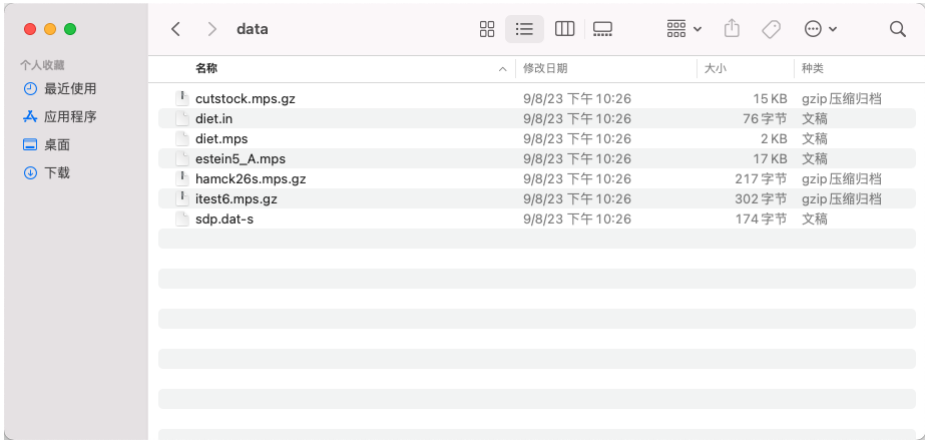 data
个人收藏
最近使用
应用程序
桌面
下载
名称 修改日期 大小 种类
cutstock.mps.gz 9/8/23 下午 10:26 15 KB gzip压缩归档
diet.in 9/8/23 下午 10:26 76 字节 文稿
diet.mps 9/8/23 下午 10:26 2 KB 文稿
estein5_A.mps 9/8/23 下午 10:26 17 KB 文稿
hamck26s.mps.gz 9/8/23 下午 10:26 217 字节 gzip压缩归档
itest6.mps.gz 9/8/23 下午 10:26 302 字节 gzip压缩归档
sdp.dat-s 9/8/23 下午 10:26 174 字节 文稿